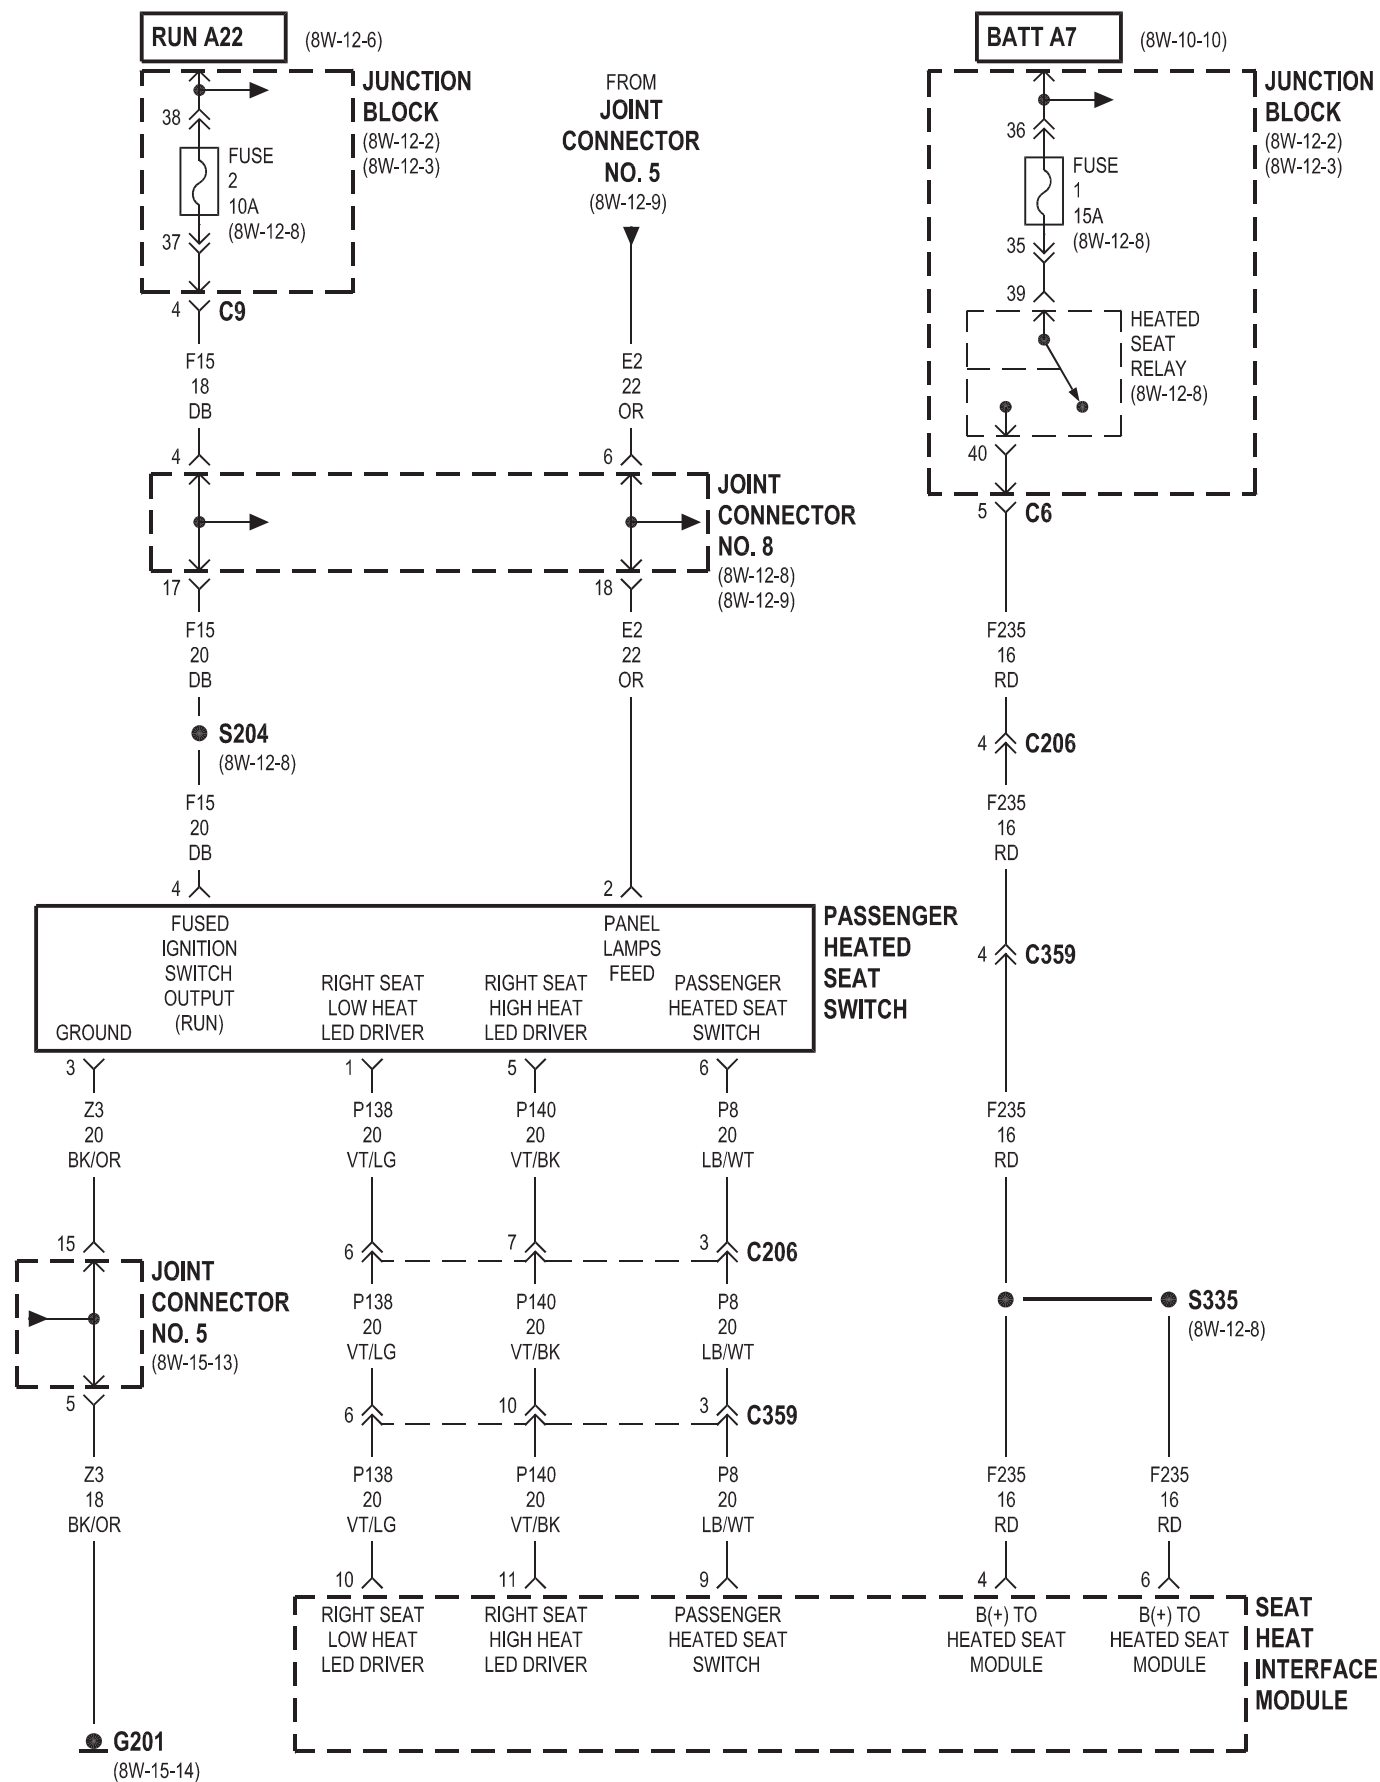 RUN A22
(8W-12-6)
BATT A7
(8W-10-10)
JUNCTION
BLOCK
(8W-12-2)
(8W-12-3)
38
FUSE
2
10A
(8W-12-8)
37
4
C9
F15
18
DB
4
FROM
JOINT
CONNECTOR
NO. 5
(8W-12-9)
E2
22
OR
6
JUNCTION
BLOCK
(8W-12-2)
(8W-12-3)
36
FUSE
1
15A
(8W-12-8)
35
39
HEATED
SEAT
RELAY
(8W-12-8)
40
5
C6
JOINT
CONNECTOR
NO. 8
(8W-12-8)
(8W-12-9)
17
18
F15
20
DB
S204
(8W-12-8)
F15
20
DB
4
E2
22
OR
2
F235
16
RD
4
C206
F235
16
RD
4
C359
FUSED
IGNITION
SWITCH
OUTPUT
(RUN)
PANEL
LAMPS
FEED
GROUND
RIGHT SEAT
LOW HEAT
LED DRIVER
RIGHT SEAT
HIGH HEAT
LED DRIVER
PASSENGER
HEATED SEAT
SWITCH
PASSENGER
HEATED
SEAT
SWITCH
3
1
5
6
Z3
20
BK/OR
P138
20
VT/LG
P140
20
VT/BK
P8
20
LB/WT
F235
16
RD
15
6
7
3
C206
JOINT
CONNECTOR
NO. 5
(8W-15-13)
P138
20
VT/LG
P140
20
VT/BK
P8
20
LB/WT
S335
(8W-12-8)
5
6
10
3
C359
Z3
18
BK/OR
P138
20
VT/LG
P140
20
VT/BK
P8
20
LB/WT
F235
16
RD
F235
16
RD
10
11
9
4
6
RIGHT SEAT
LOW HEAT
LED DRIVER
RIGHT SEAT
HIGH HEAT
LED DRIVER
PASSENGER
HEATED SEAT
SWITCH
B(+) TO
HEATED SEAT
MODULE
B(+) TO
HEATED SEAT
MODULE
SEAT
HEAT
INTERFACE
MODULE
G201
(8W-15-14)